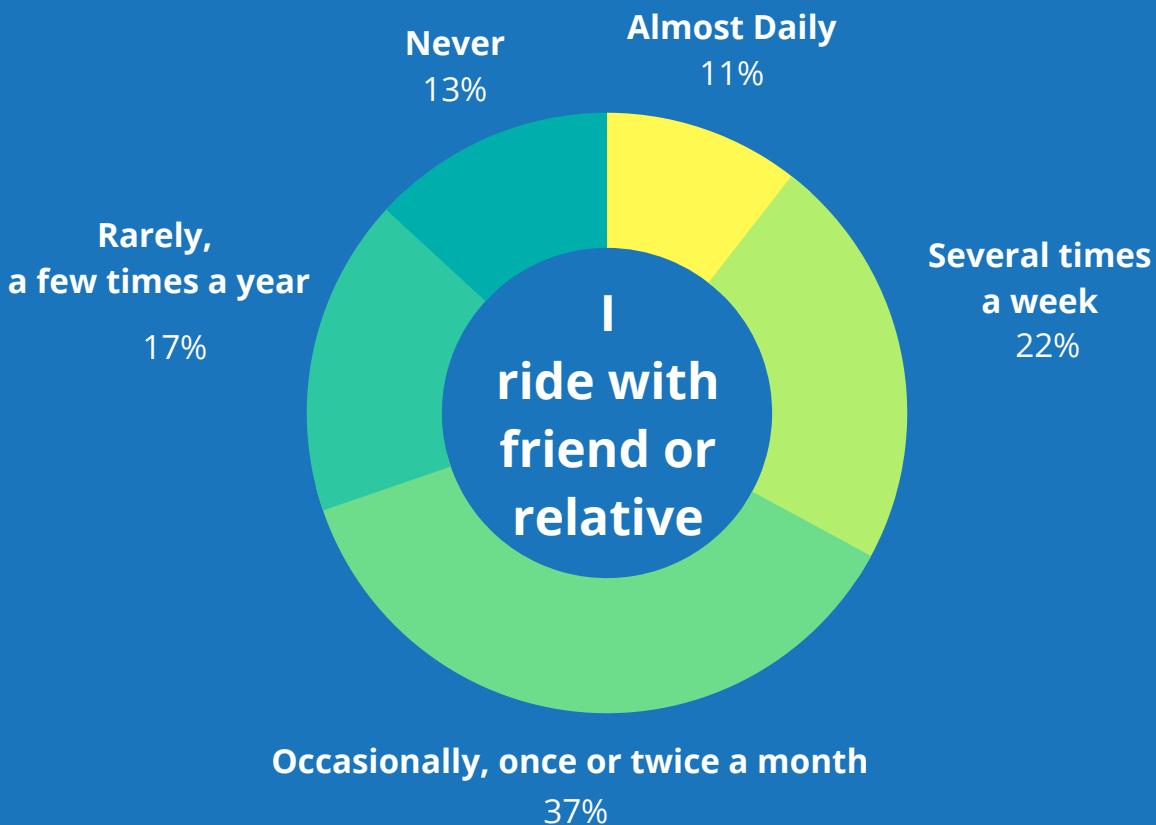 Never
13%
Almost Daily
11%
Rarely,
a few times a year
17%
Several times
a week
22%
I
ride with
friend or
relative
Occasionally, once or twice a month
37%